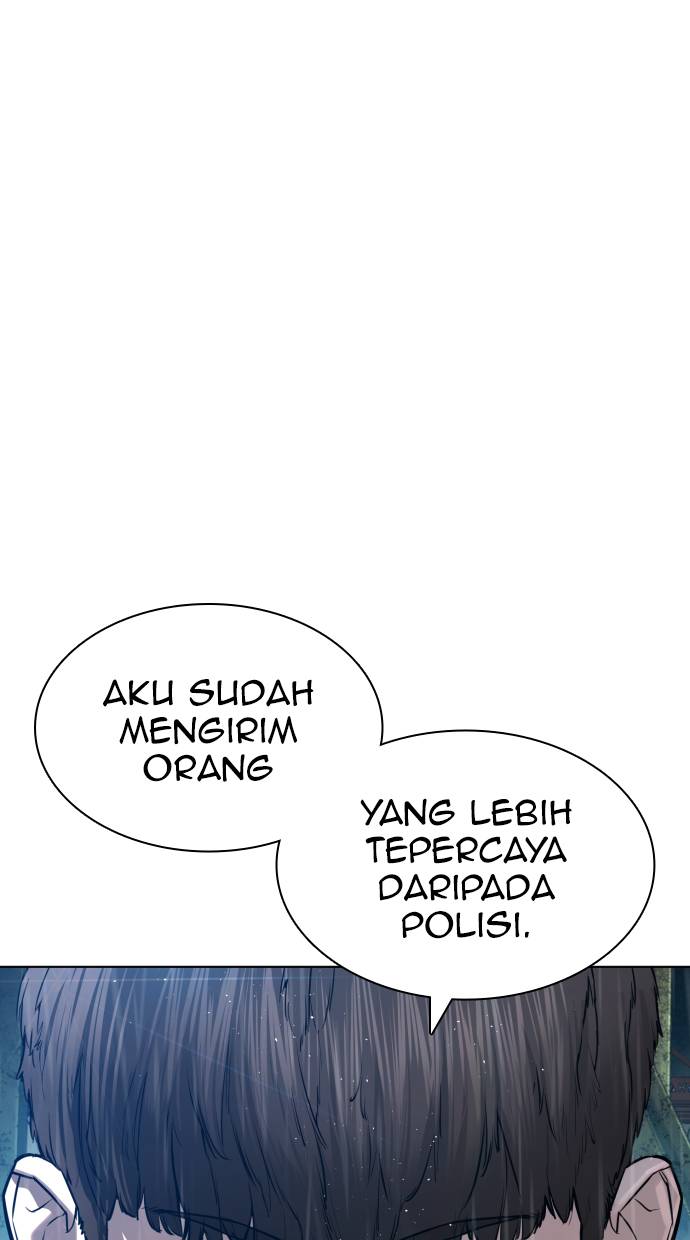 AKU SUDAH
MENGIRIM
ORANG
YANG LEBIH
TEPERCAYA
DARIPADA
POLISI.